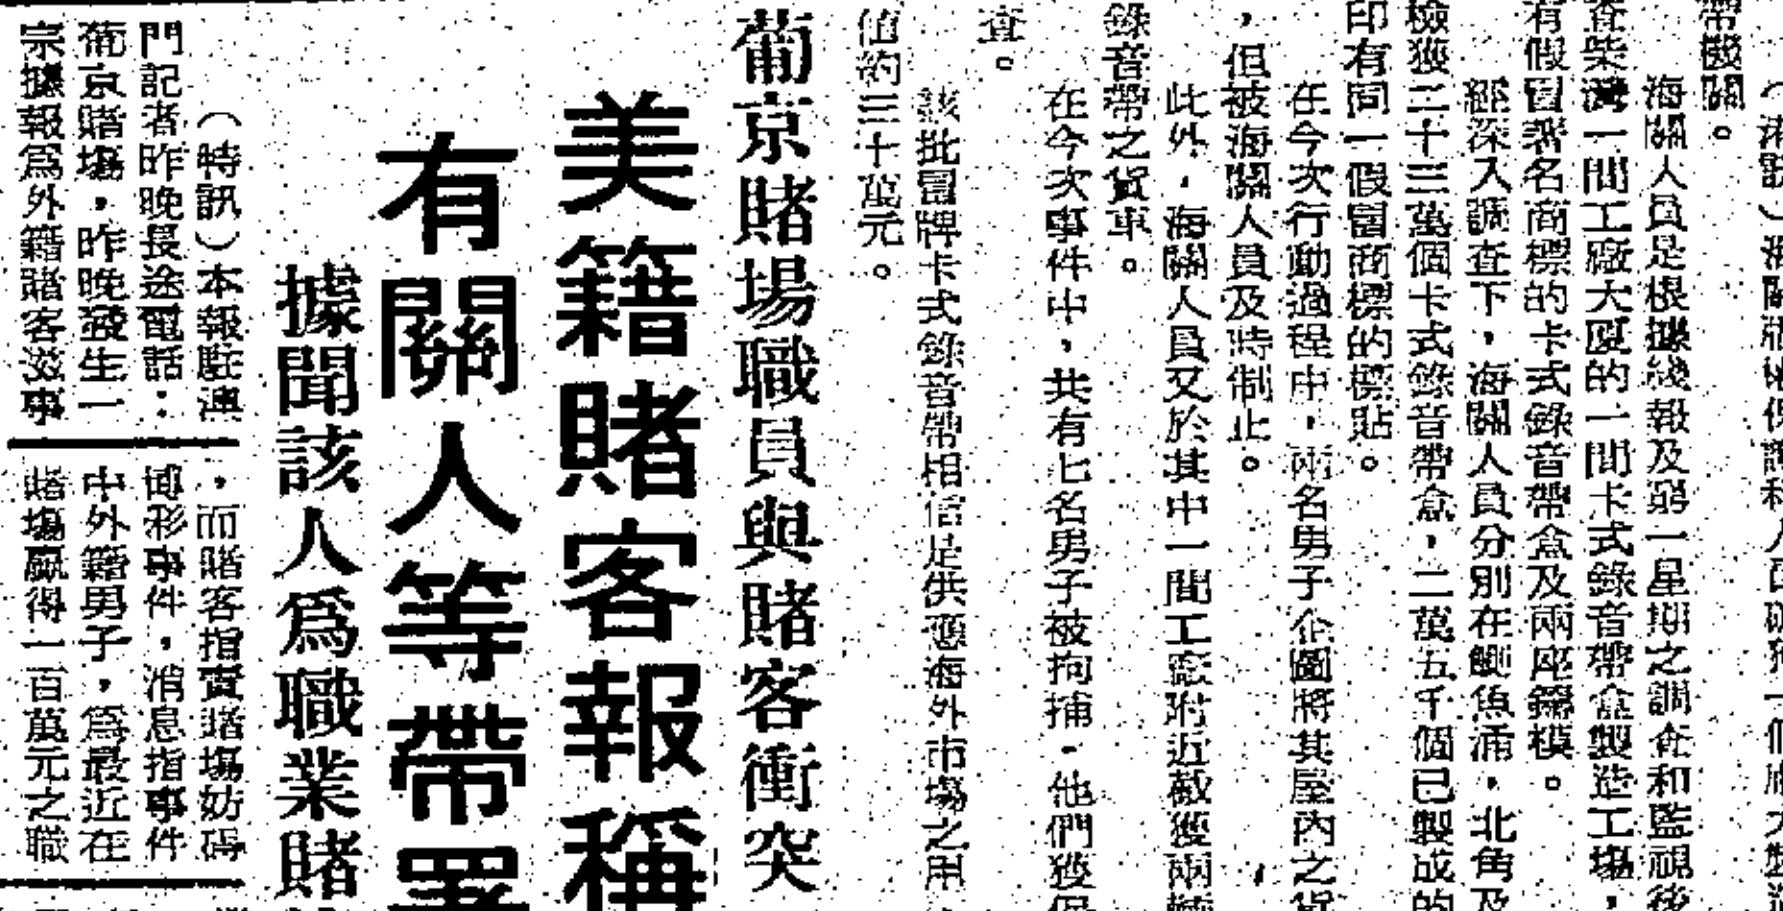 帶機關。
海關人員是根據綫報及窮一星期之調查和監視後
查柴灣一間工廠大厦的一間卡式錄音帶盒製造工場，
有假冒著名商標的卡式錄音帶盒及兩座鑄模。
經深入調查下，海關人員分別在鰂魚涌，北角及
檢獲二十三萬個卡式錄音帶盒，二萬五千個已製成的
印有同一假冒商標的標貼。
在今次行動過程中，兩名男子企圖將其屋內之貨
，但被海關人員及時制止。
此外，海關人員又於其中一間工廠附近截獲兩輛
錄音帶之貨車。
在今次事件中，共有七名男子被拘捕。他們獲保
查。
該批冒牌卡式錄音帶相信是供應海外市場之用，
值約三十萬元。
葡京賭場職員與賭客衝突
美籍賭客報稱
有關人等帶署
據聞該人爲職業賭
（特訊）本報駐澳
門記者昨晚長途電話：
葡京賭場，昨晚發生一
宗據報爲外籍賭客滋事
，而賭客指責賭場妨碍
博彩事件，消息指事件
中外籍男子，爲最近在
賭場贏得一百萬元之職